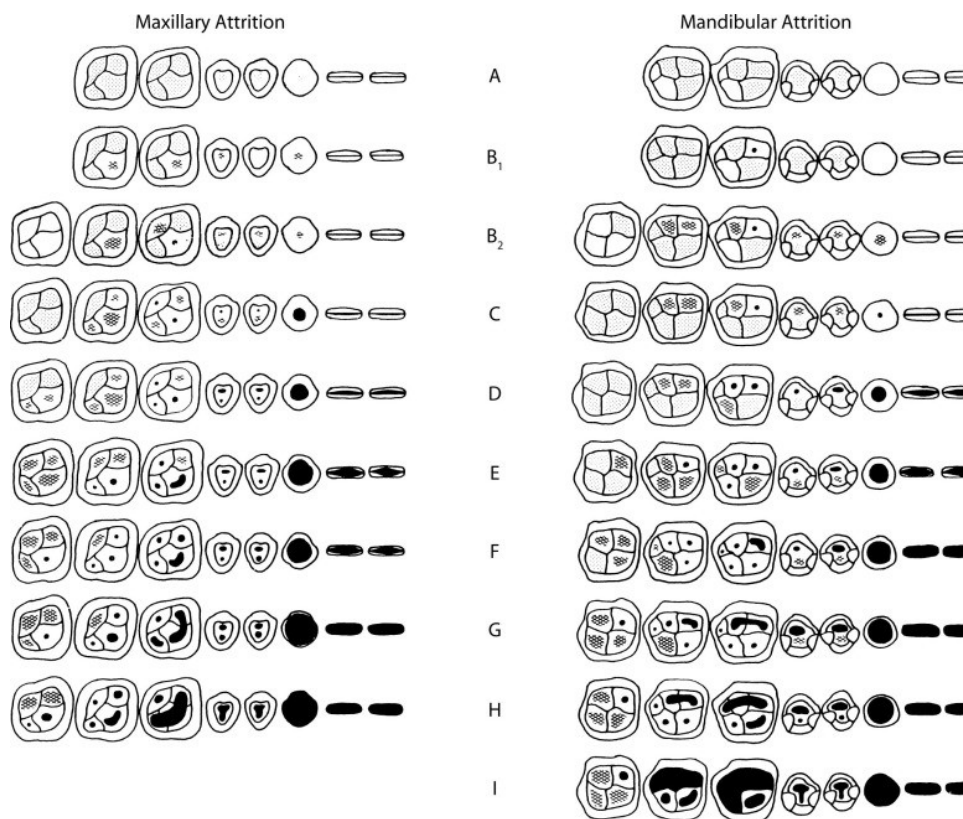 Maxillary Attrition
Mandibular Attrition
A
B₁
B₂
C
D
E
F
G
H
I